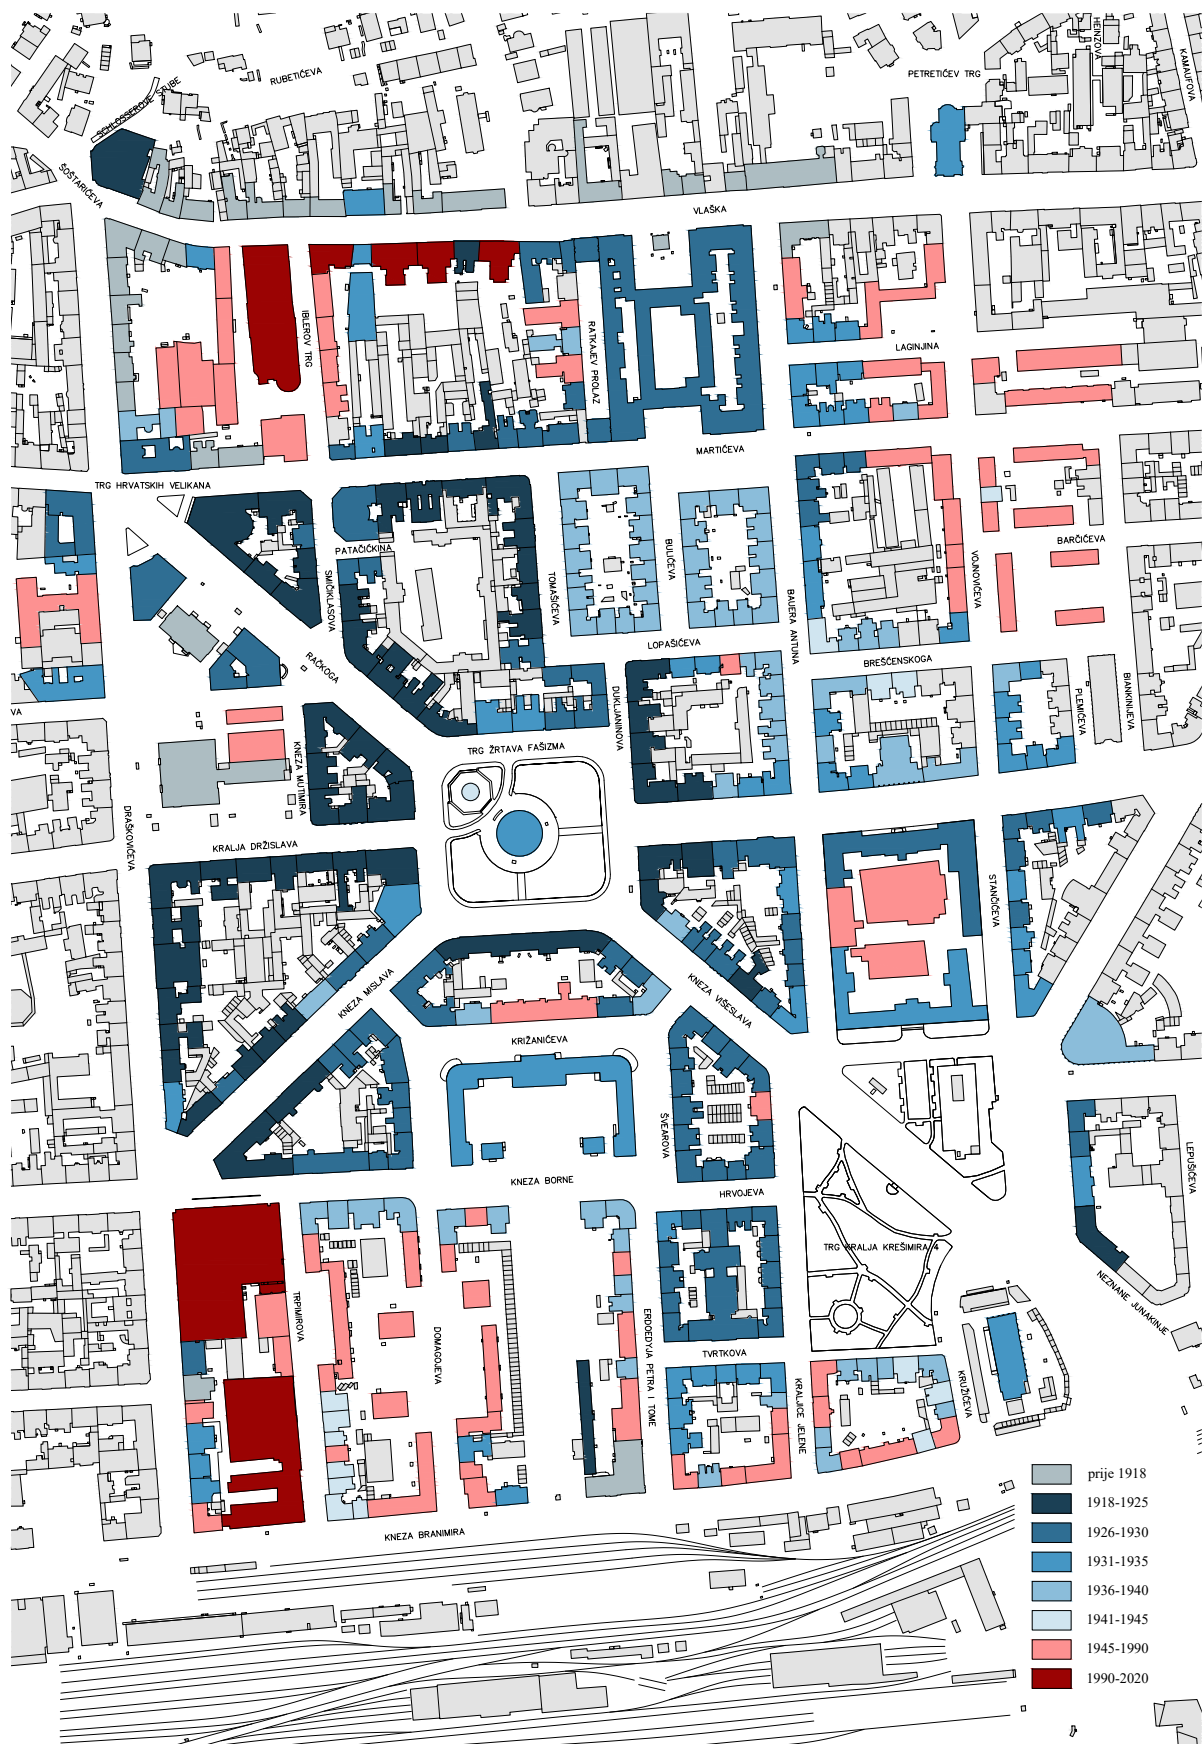 HEINZOVA
KAMAUFOVA
RUBETIĆEVA
PETRETIĆEV TRG
SCHLOSSEROVE STUBE
ŠOŠTARIĆEVA
VLAŠKA
IBLEROV TRG
RATKAJEV PROLAZ
LAGINJINA
MARTIĆEVA
TRG HRVATSKIH VELIKANA
PATAČIĆKINA
SMIČIKLASOVA
TOMAŠIĆEVA
BULIĆEVA
BAUERA ANTUNA
VOJNOVIĆEVA
BARČIĆEVA
LOPAŠIĆEVA
BREŠĆENSKOGA
RAČKOGA
DUKLJANINOVA
PLEMIĆEVA
BIANKINIJEVA
VA
TRG ŽRTAVA FAŠIZMA
KNEZA MUTIMIRA
DRAŠKOVIĆEVA
KRALJA DRŽISLAVA
STANČIĆEVA
KNEZA MISLAVA
KNEZA VIŠESLAVA
KRIŽANIĆEVA
ŠVEAROVA
LEPUŠIĆEVA
KNEZA BORNE
HRVOJEVA
TRG KRALJA KREŠIMIRA 4
NEZNANE JUNAKINJE
TRPIMIROVA
DOMAGOJEVA
ERDOEDYJA PETRA I TOME
TVRTKOVA
KRALJICE JELENE
KRUŽIĆEVA
KNEZA BRANIMIRA
prije 1918
1918-1925
1926-1930
1931-1935
1936-1940
1941-1945
1945-1990
1990-2020